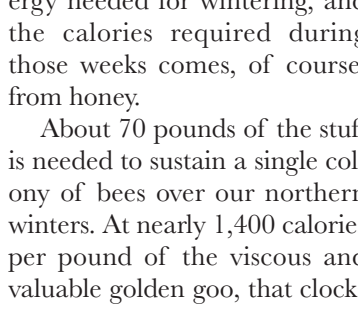 ergy needed for wintering, and
the calories required during
those weeks comes, of course
from honey.
About 70 pounds of the stuf
is needed to sustain a single col
ony of bees over our northern
winters. At nearly 1,400 calorie
per pound of the viscous and
valuable golden goo, that clock